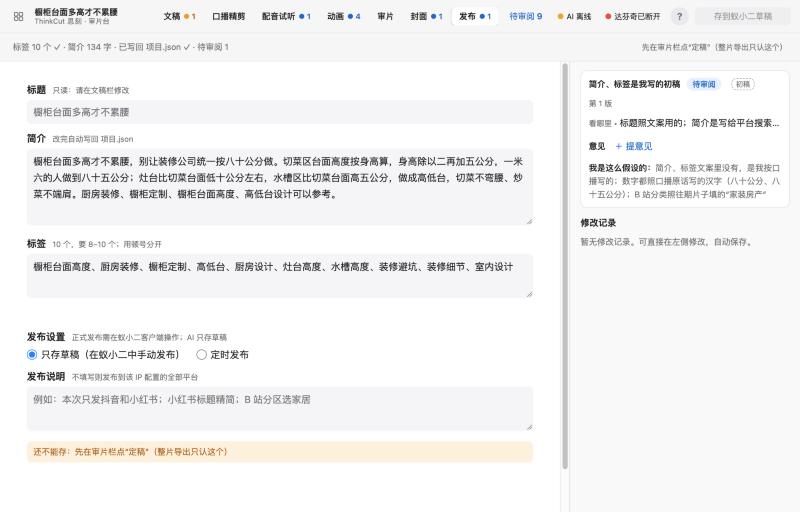 橱柜台面多高才不累腰
ThinkCut 思刻 · 审片台
文稿 1 口播精剪 配音试听 1 动画 4 审片 封面 1 发布 1 待审阅 9 AI 离线 达芬奇已断开 ? 存到蚁小二草稿
标签 10 个 ✓ · 简介 134 字 · 已写回 项目.json ✓ · 待审阅 1
先在审片栏点“定稿”（整片导出只认这个）
标题 只读：请在文稿栏修改
橱柜台面多高才不累腰
简介 改完自动写回 项目.json
橱柜台面多高才不累腰，别让装修公司统一按八十公分做。切菜区台面高度按身高算，身高除以二再加五公分，一米
六的人做到八十五公分；灶台比切菜台面低十公分左右，水槽区比切菜台面高五公分，做成高低台，切菜不弯腰、炒
菜不端肩。厨房装修、橱柜定制、橱柜台面高度、高低台设计可以参考。
标签 10 个，要 8–10 个；用顿号分开
橱柜台面高度、厨房装修、橱柜定制、高低台、厨房设计、灶台高度、水槽高度、装修避坑、装修细节、室内设计
发布设置 正式发布需在蚁小二客户端操作；AI 只存草稿
只存草稿（在蚁小二中手动发布） 定时发布
发布说明 不填写则发布到该 IP 配置的全部平台
例如：本次只发抖音和小红书；小红书标题精简；B 站分区选家居
还不能存：先在审片栏点“定稿”（整片导出只认这个）
简介、标签是我写的初稿 待审阅 初稿
第 1 版
看哪里 · 标题照文案用的；简介是写给平台搜索...
意见 ＋ 提意见
我是这么假设的：简介、标签文案里没有，是我按口
播写的；数字都照口播原话写的汉字（八十公分、八
十五公分）；B 站分类照往期片子填的“家装房产”
修改记录
暂无修改记录。可直接在左侧修改，自动保存。